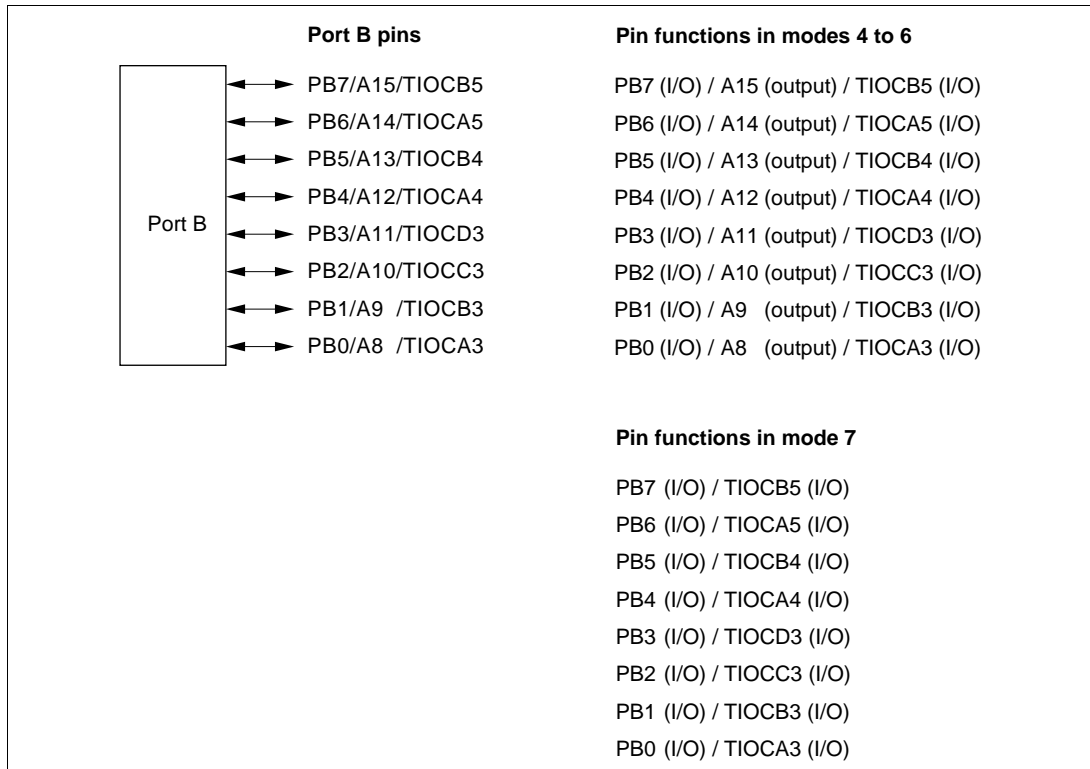 Port B pins
Pin functions in modes 4 to 6
Port B
PB7/A15/TIOCB5
PB7 (I/O) / A15 (output) / TIOCB5 (I/O)
PB6/A14/TIOCA5
PB6 (I/O) / A14 (output) / TIOCA5 (I/O)
PB5/A13/TIOCB4
PB5 (I/O) / A13 (output) / TIOCB4 (I/O)
PB4/A12/TIOCA4
PB4 (I/O) / A12 (output) / TIOCA4 (I/O)
PB3/A11/TIOCD3
PB3 (I/O) / A11 (output) / TIOCD3 (I/O)
PB2/A10/TIOCC3
PB2 (I/O) / A10 (output) / TIOCC3 (I/O)
PB1/A9 /TIOCB3
PB1 (I/O) / A9 (output) / TIOCB3 (I/O)
PB0/A8 /TIOCA3
PB0 (I/O) / A8 (output) / TIOCA3 (I/O)
Pin functions in mode 7
PB7 (I/O) / TIOCB5 (I/O)
PB6 (I/O) / TIOCA5 (I/O)
PB5 (I/O) / TIOCB4 (I/O)
PB4 (I/O) / TIOCA4 (I/O)
PB3 (I/O) / TIOCD3 (I/O)
PB2 (I/O) / TIOCC3 (I/O)
PB1 (I/O) / TIOCB3 (I/O)
PB0 (I/O) / TIOCA3 (I/O)